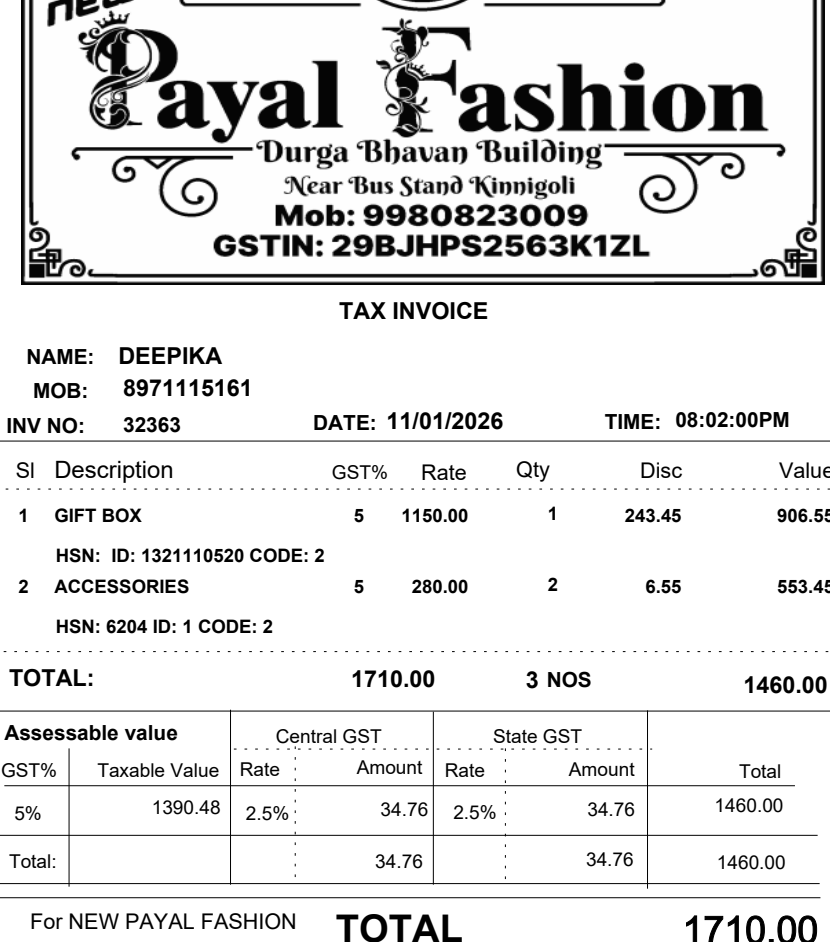 new
Payal Fashion
Durga Bhavan Building
Near Bus Stand Kinnigoli
Mob: 9980823009
GSTIN: 29BJHPS2563K1ZL
TAX INVOICE
NAME: DEEPIKA
MOB: 8971115161
INV NO: 32363 DATE: 11/01/2026 TIME: 08:02:00PM
Sl Description GST% Rate Qty Disc Value
1 GIFT BOX 5 1150.00 1 243.45 906.55
HSN: ID: 1321110520 CODE: 2
2 ACCESSORIES 5 280.00 2 6.55 553.45
HSN: 6204 ID: 1 CODE: 2
TOTAL: 1710.00 3 NOS 1460.00
Assessable value Central GST State GST
GST% Taxable Value Rate Amount Rate Amount Total
5% 1390.48 2.5% 34.76 2.5% 34.76 1460.00
Total: 34.76 34.76 1460.00
For NEW PAYAL FASHION TOTAL 1710.00